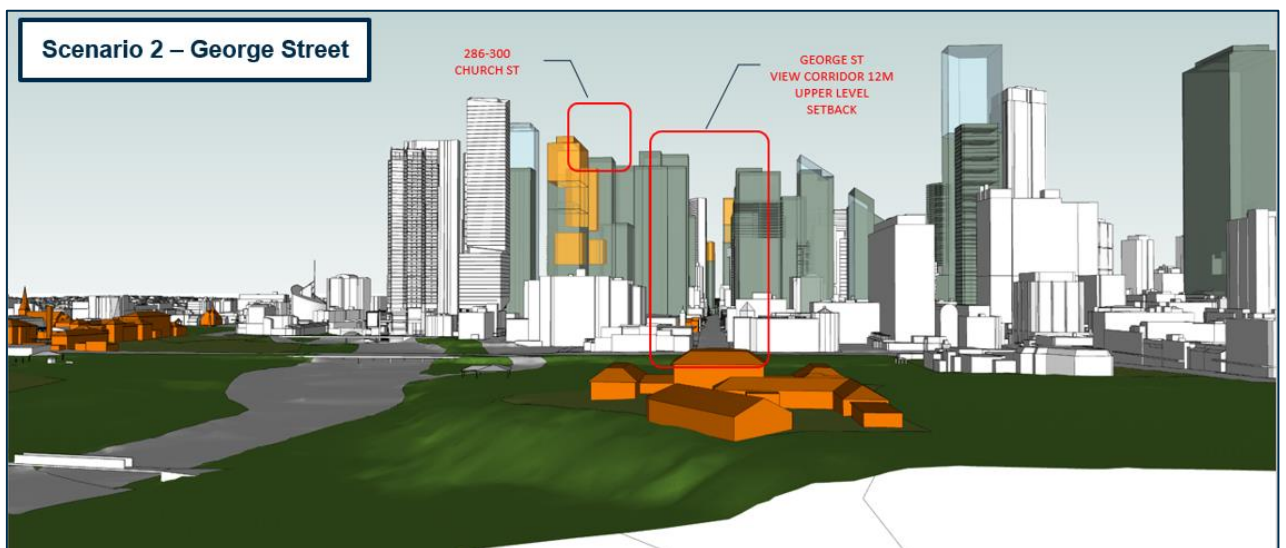 Scenario 2 – George Street
286-300
CHURCH ST
GEORGE ST
VIEW CORRIDOR 12M
UPPER LEVEL
SETBACK